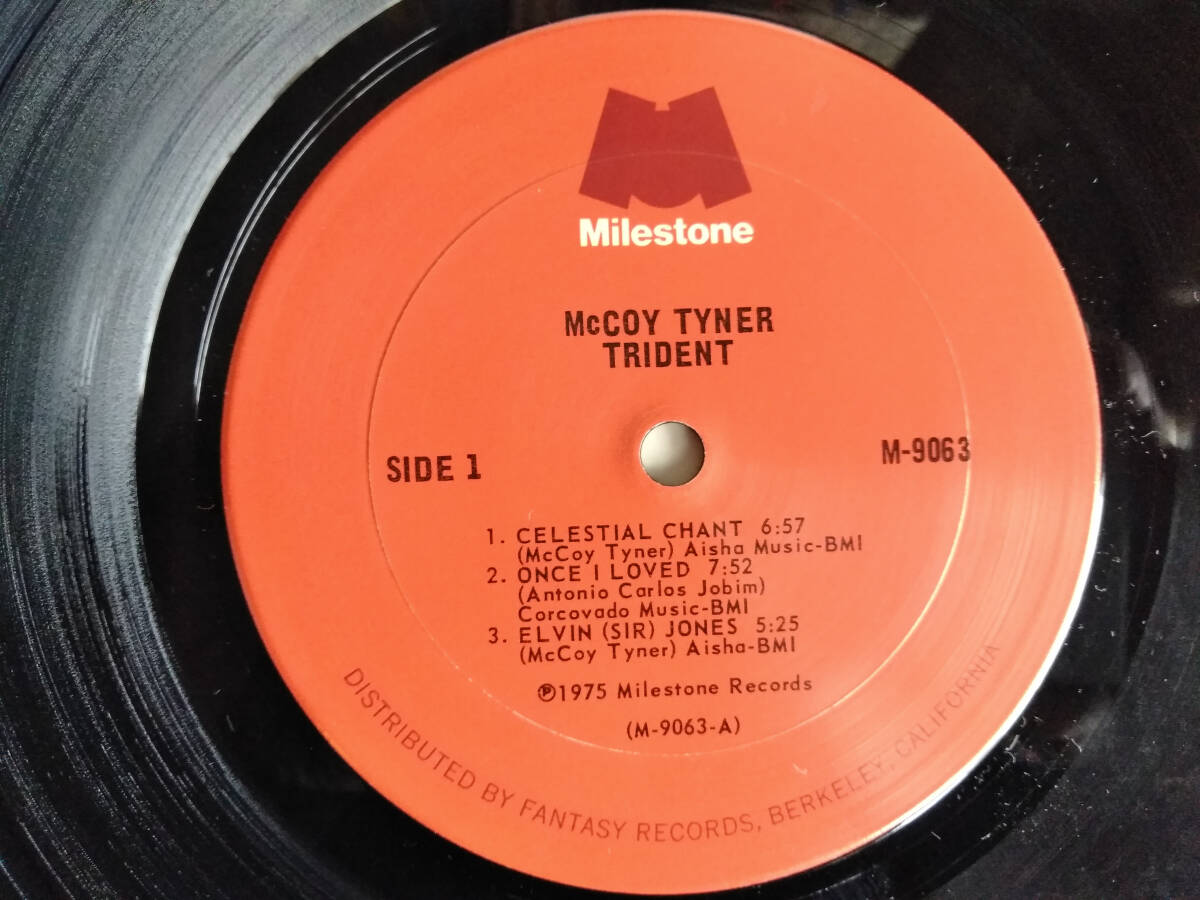 Milestone
McCOY TYNER
TRIDENT
SIDE 1
M-9063
1. CELESTIAL CHANT 6:57
(McCoy Tyner) Aisha Music-BMI
2. ONCE I LOVED 7:52
(Antonio Carlos Jobim)
Corcovado Music-BMI
3. ELVIN (SIR) JONES 5:25
(McCoy Tyner) Aisha-BMI
℗1975 Milestone Records
(M-9063-A)
DISTRIBUTED BY FANTASY RECORDS, BERKELEY, CALIFORNIA